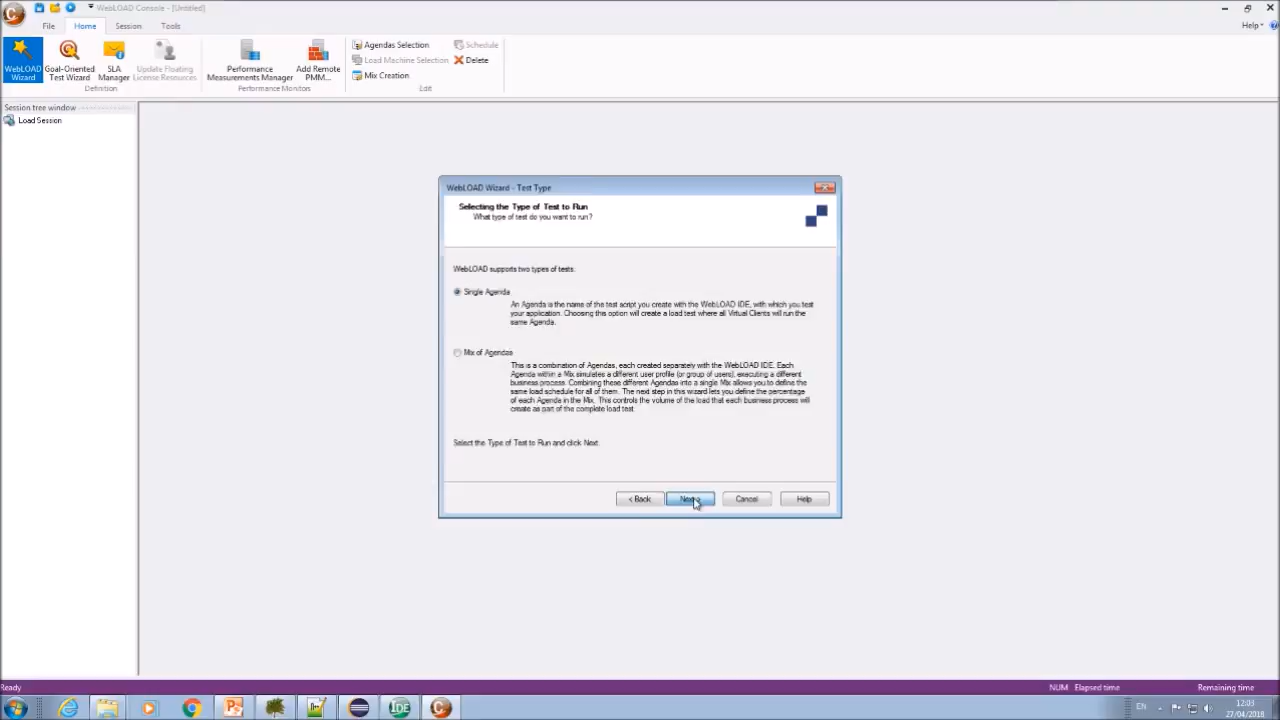 WebLOAD Console - [Untitled]
File Home Session Tools Help
WebLOAD Wizard
Goal-Oriented Test Wizard
SLA Manager
Update Floating License Resources
Definition
Performance Measurements Manager
Add Remote PMM...
Performance Monitors
Agendas Selection
Load Machine Selection
Mix Creation
Schedule
Delete
Edit
Session tree window
Load Session
WebLOAD Wizard - Test Type
Selecting the Type of Test to Run
What type of test do you want to run?
WebLOAD supports two types of tests.
Single Agenda
An Agenda is the name of the test script you create with the WebLOAD IDE, with which you test
your application. Choosing this option will create a load test where all Virtual Clients will run the
same Agenda.
Mix of Agendas
This is a combination of Agendas, each created separately with the WebLOAD IDE. Each
Agenda within a Mix simulates a different user profile (or group of users), executing a different
business process. Combining these different Agendas into a single Mix allows you to define the
same load schedule for all of them. The next step in this wizard lets you define the percentage
of each Agenda in the Mix. This controls the volume of the load that each business process will
create as part of the complete load test.
Select the Type of Test to Run and click Next.
< Back Next > Cancel Help
Ready NUM Elapsed time Remaining time
IDE
EN
12:03
27/04/2018